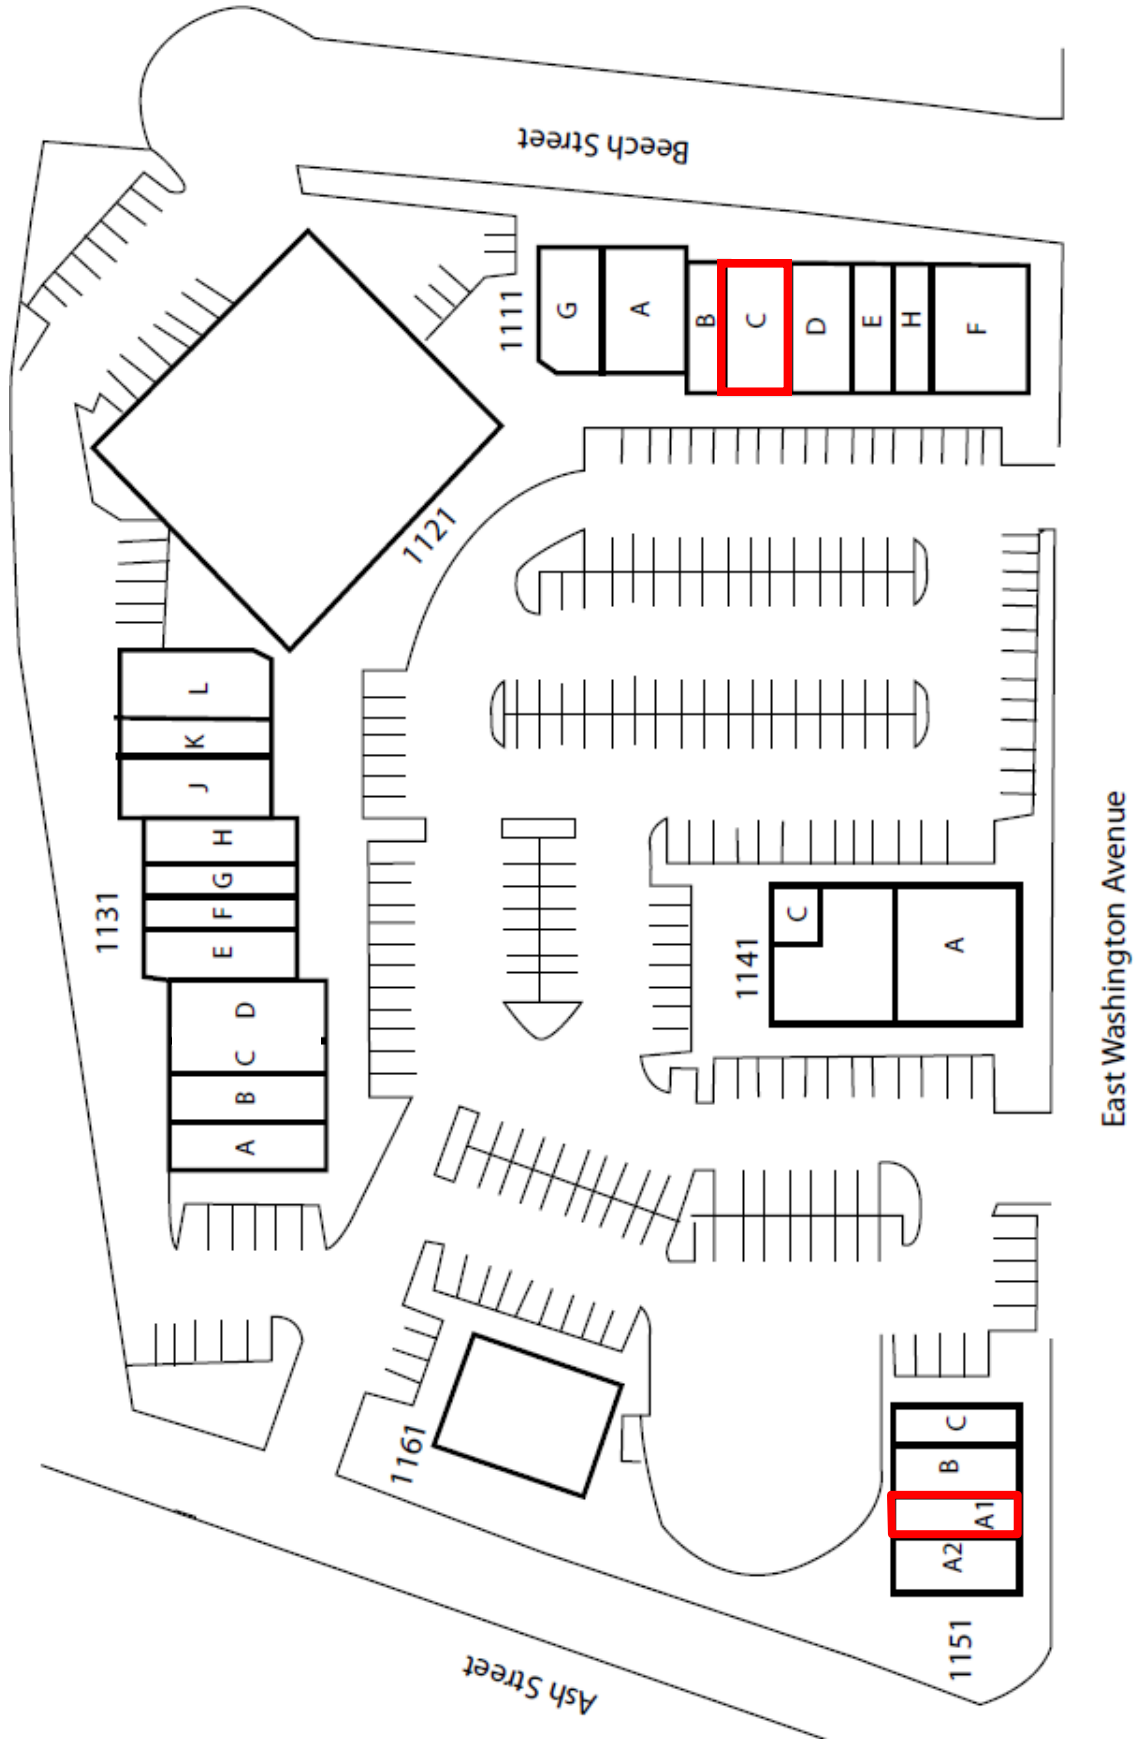 Beech Street
1111
G
A
B
C
D
E
H
F
1121
L
K
J
H
G
F
E
D
C
B
A
1131
1141
C
A
East Washington Avenue
1161
C
B
A1
A2
1151
Ash Street